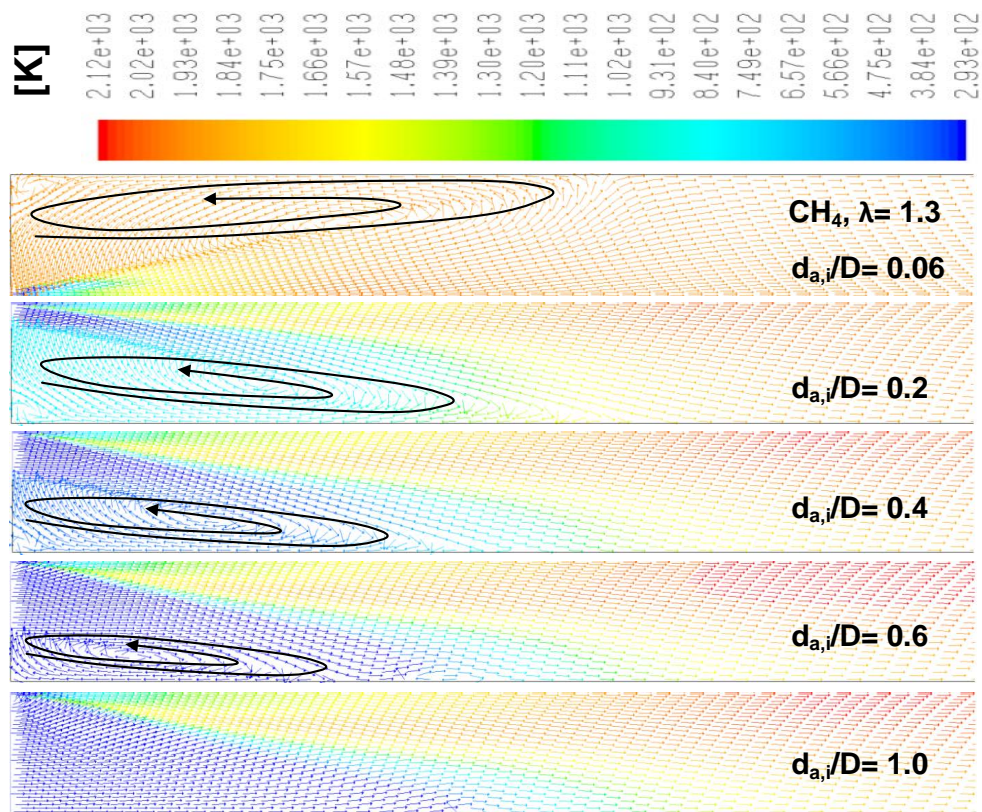 [K]
2.12e+03
2.02e+03
1.93e+03
1.84e+03
1.75e+03
1.66e+03
1.57e+03
1.48e+03
1.39e+03
1.30e+03
1.20e+03
1.11e+03
1.02e+03
9.31e+02
8.40e+02
7.49e+02
6.57e+02
5.66e+02
4.75e+02
3.84e+02
2.93e+02
CH₄, λ= 1.3
dₐ,ᵢ/D= 0.06
dₐ,ᵢ/D= 0.2
dₐ,ᵢ/D= 0.4
dₐ,ᵢ/D= 0.6
dₐ,ᵢ/D= 1.0